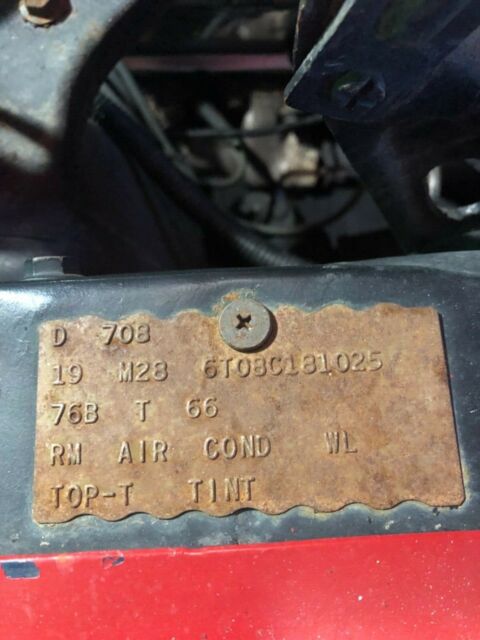 D 708
19 M28 6T08C181025
76B T 66
RM AIR COND WL
TOP-T TINT